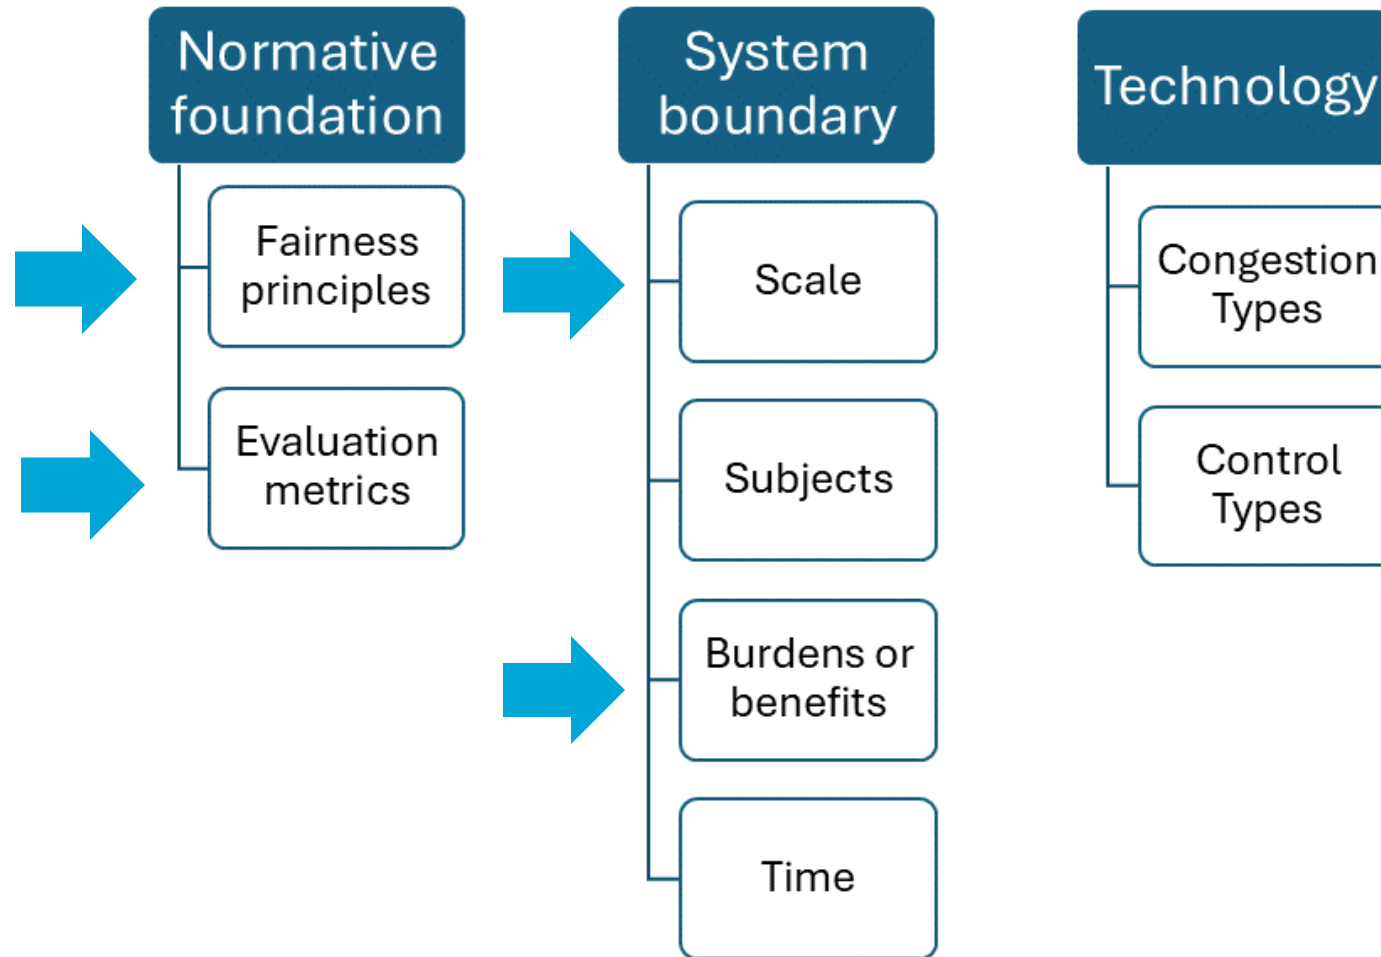 Normative
foundation
Fairness
principles
Evaluation
metrics
System
boundary
Scale
Subjects
Burdens or
benefits
Time
Technology
Congestion
Types
Control
Types